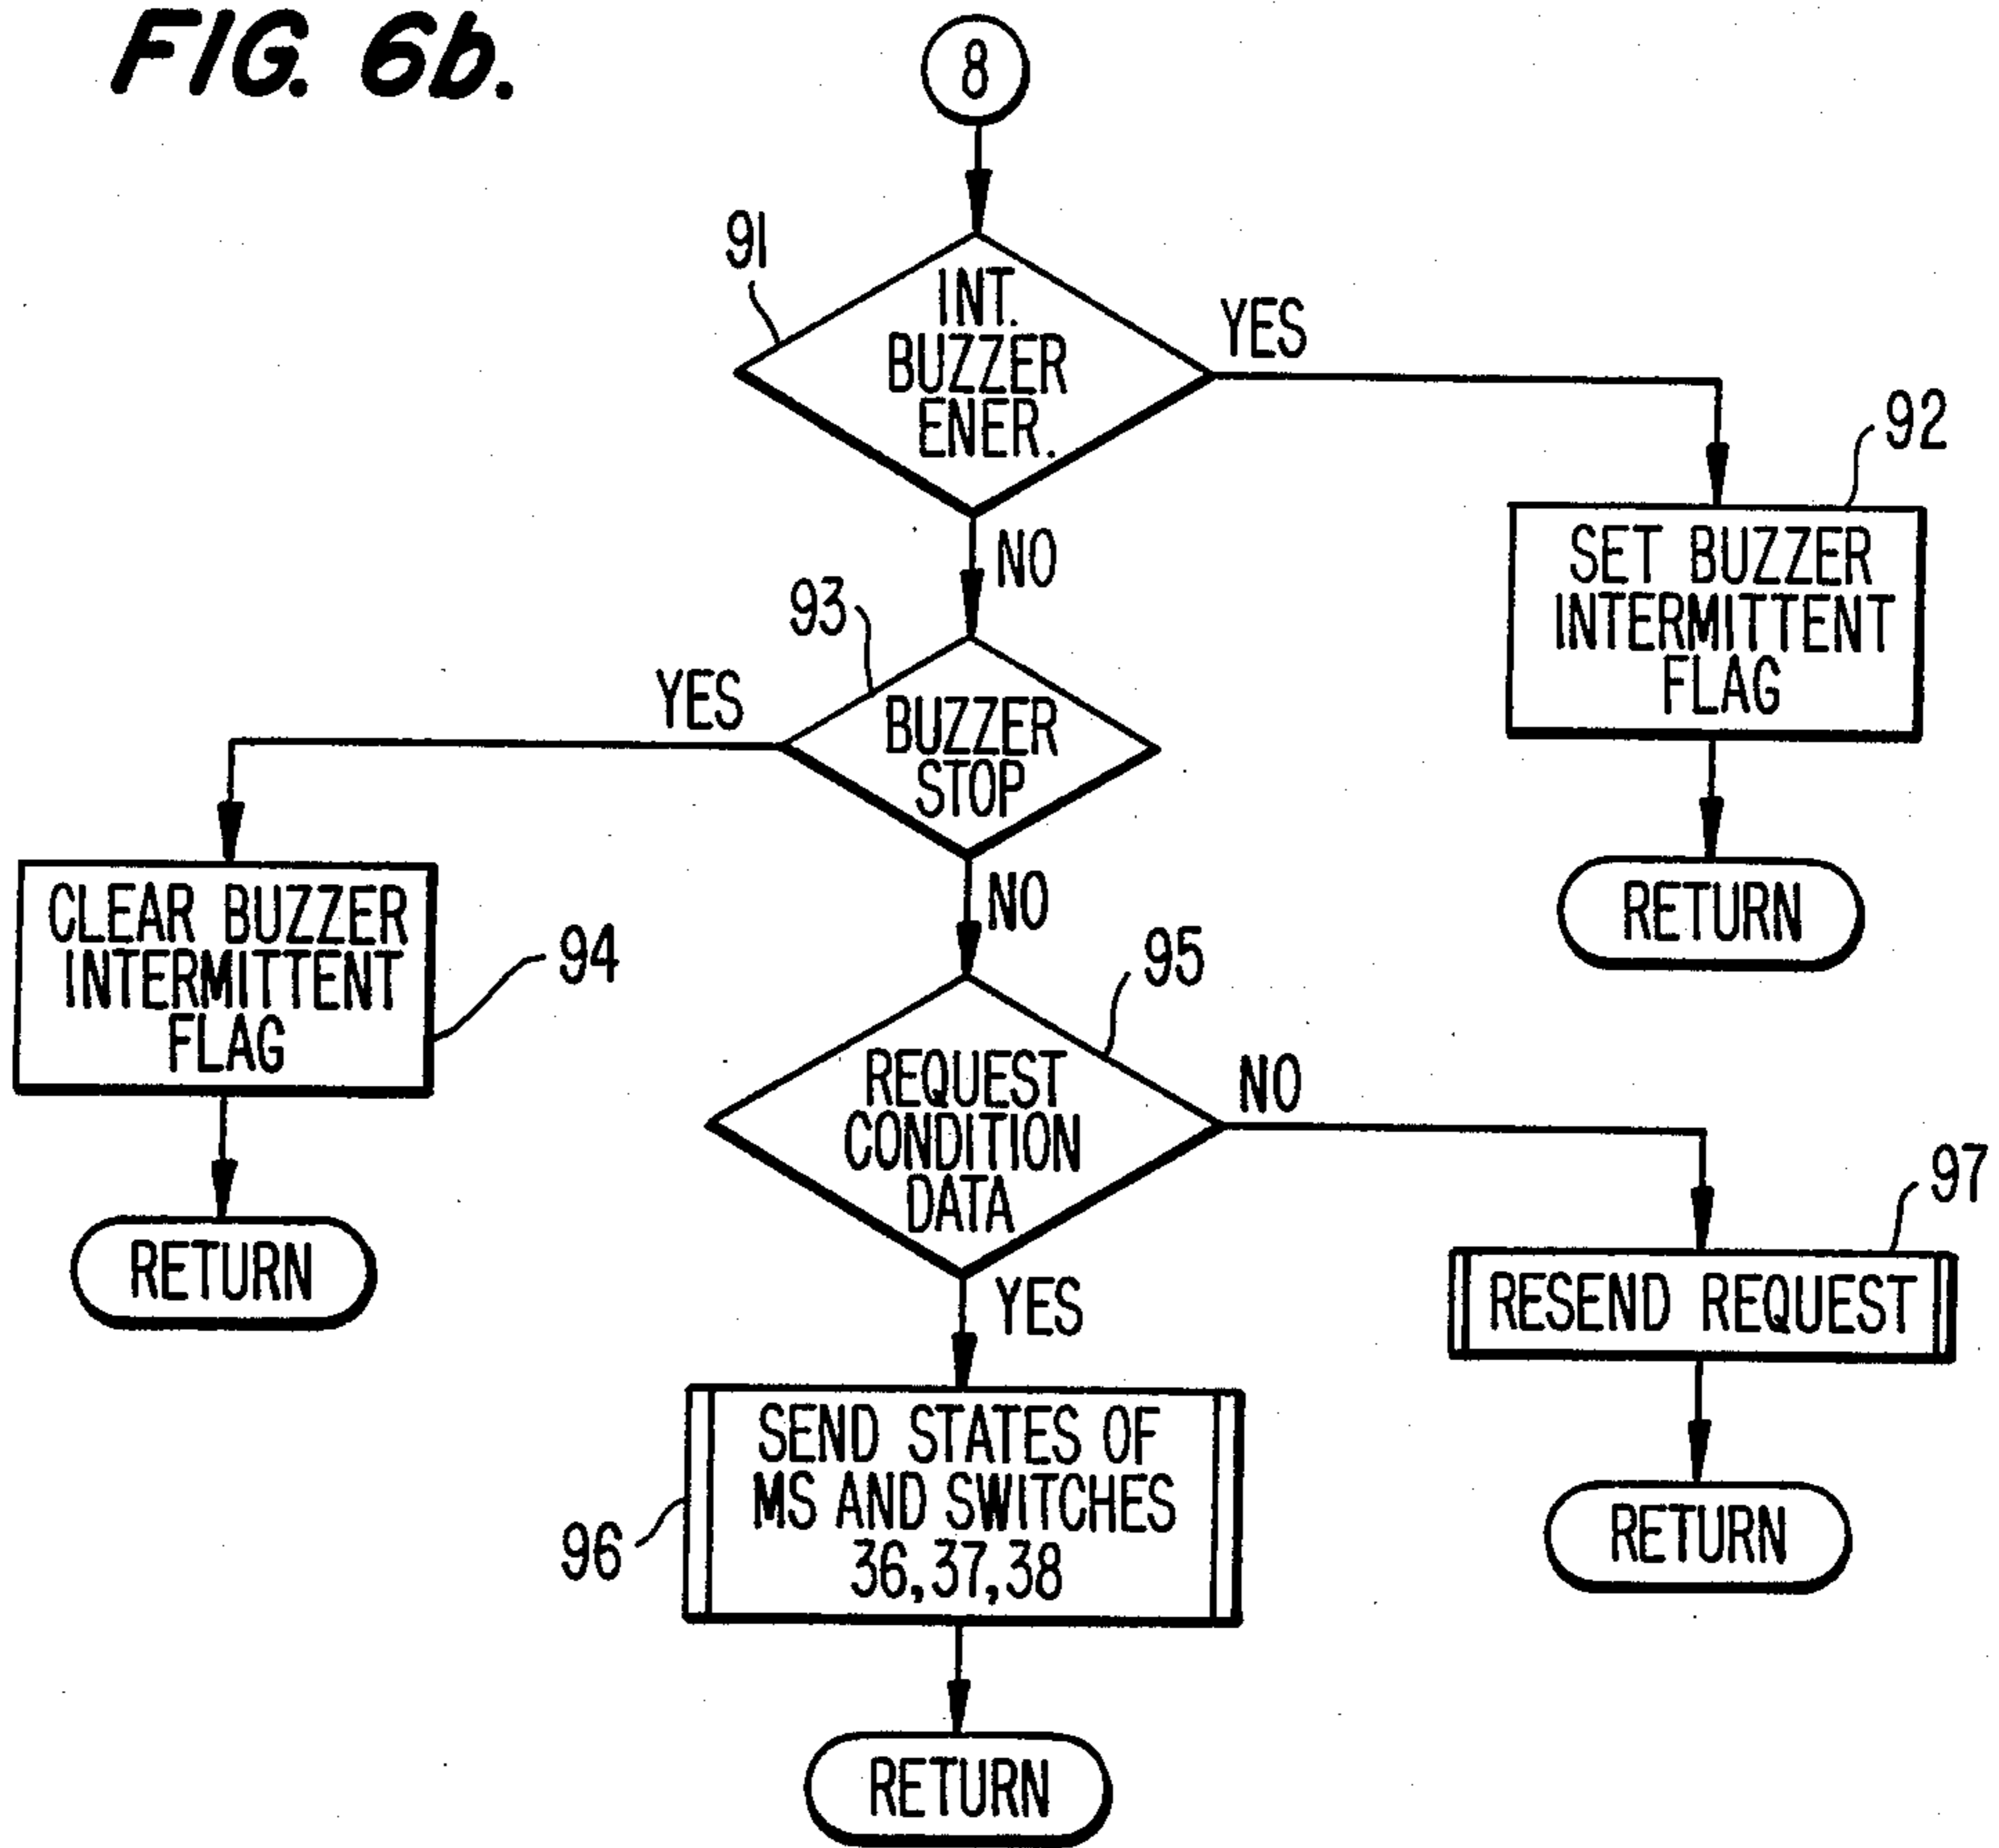 FIG. 6b.
8
91
INT.
BUZZER
ENER.
YES
92
SET BUZZER
INTERMITTENT
FLAG
RETURN
NO
93
BUZZER
STOP
YES
CLEAR BUZZER
INTERMITTENT
FLAG
94
RETURN
NO
95
REQUEST
CONDITION
DATA
NO
97
RESEND REQUEST
RETURN
YES
SEND STATES OF
MS AND SWITCHES
36,37,38
96
RETURN